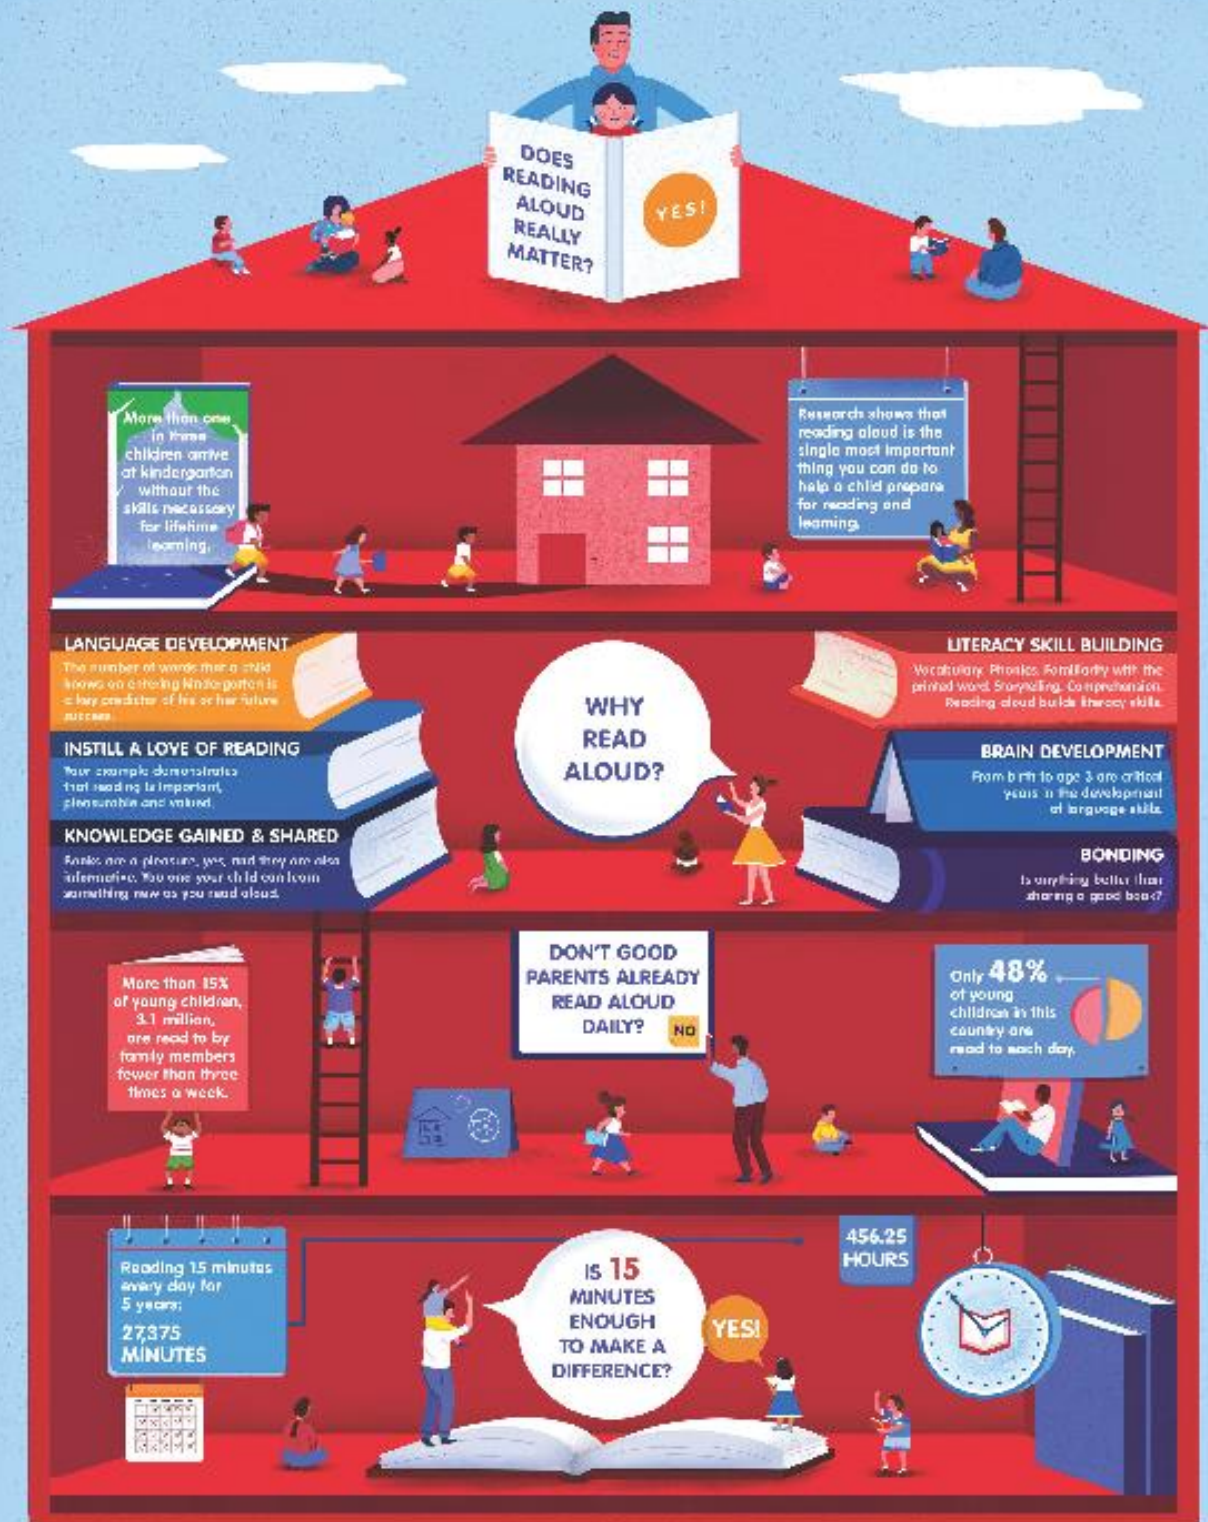 DOES
READING
ALOUD
REALLY
MATTER?
YES!
More than one
in three
children arrive
at kindergarten
without the
skills necessary
for lifetime
learning.
Research shows that
reading aloud is the
single most important
thing you can do to
help a child prepare
for reading and
learning.
LANGUAGE DEVELOPMENT
The number of words that a child
knows on entering kindergarten is
a key predictor of his or her future
success.
INSTILL A LOVE OF READING
Your example demonstrates
that reading is important,
pleasurable and valued.
KNOWLEDGE GAINED & SHARED
Books are a pleasure, yes, and they are also
informative. You and your child can learn
something new as you read aloud.
WHY
READ
ALOUD?
LITERACY SKILL BUILDING
Vocabulary. Phonics. Familiarity with the
printed word. Storytelling. Comprehension.
Reading aloud builds literacy skills.
BRAIN DEVELOPMENT
From birth to age 3 are critical
years in the development
of language skills.
BONDING
Is anything better than
sharing a good book?
More than 15%
of young children,
3.1 million,
are read to by
family members
fewer than three
times a week.
DON'T GOOD
PARENTS ALREADY
READ ALOUD
DAILY?
NO
Only 48%
of young
children in this
country are
read to each day.
Reading 15 minutes
every day for
5 years:
27,375
MINUTES
IS 15
MINUTES
ENOUGH
TO MAKE A
DIFFERENCE?
YES!
456.25
HOURS